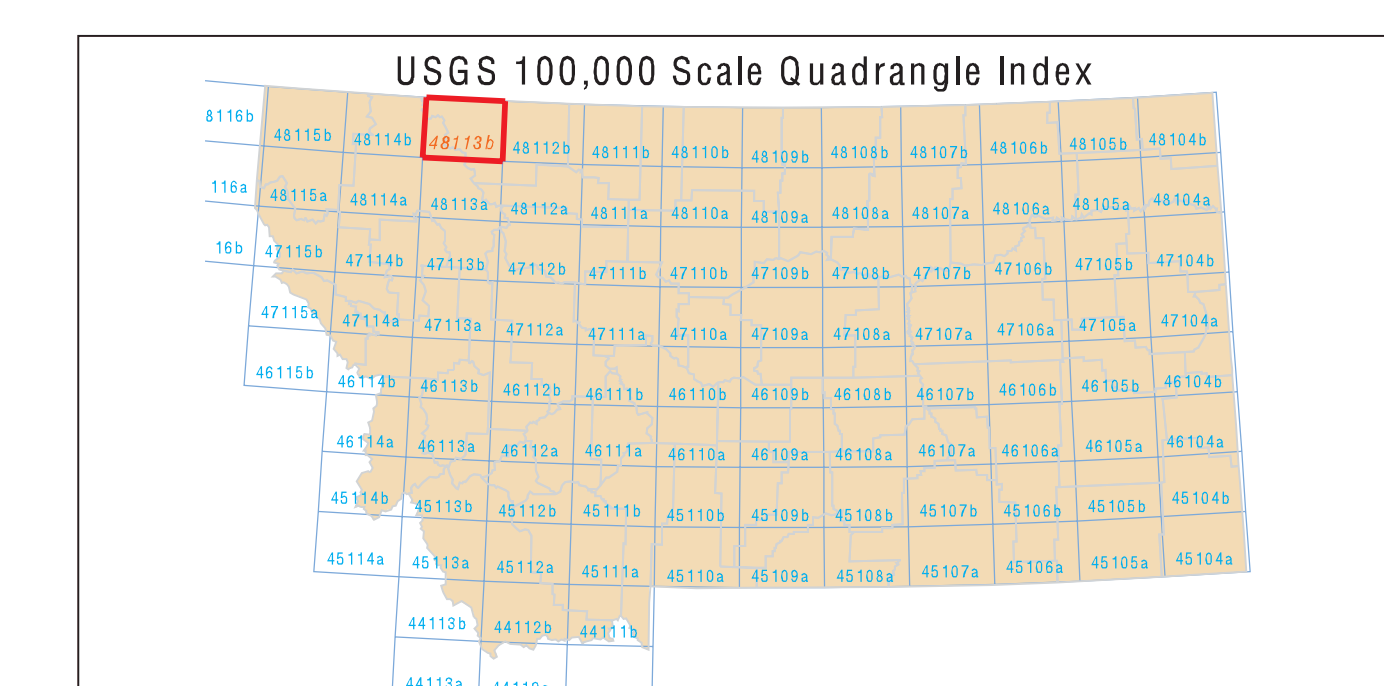 USGS 100,000 Scale Quadrangle Index
8116b 48115b 48114b 48113b 48112b 48111b 48110b 48109b 48108b 48107b 48106b 48105b 48104b
116a 48115a 48114a 48113a 48112a 48111a 48110a 48109a 48108a 48107a 48106a 48105a 48104a
16b 47115b 47114b 47113b 47112b 47111b 47110b 47109b 47108b 47107b 47106b 47105b 47104b
47115a 47114a 47113a 47112a 47111a 47110a 47109a 47108a 47107a 47106a 47105a 47104a
46115b 46114b 46113b 46112b 46111b 46110b 46109b 46108b 46107b 46106b 46105b 46104b
46114a 46113a 46112a 46111a 46110a 46109a 46108a 46107a 46106a 46105a 46104a
45114b 45113b 45112b 45111b 45110b 45109b 45108b 45107b 45106b 45105b 45104b
45114a 45113a 45112a 45111a 45110a 45109a 45108a 45107a 45106a 45105a 45104a
44113b 44112b 44111b
44113a